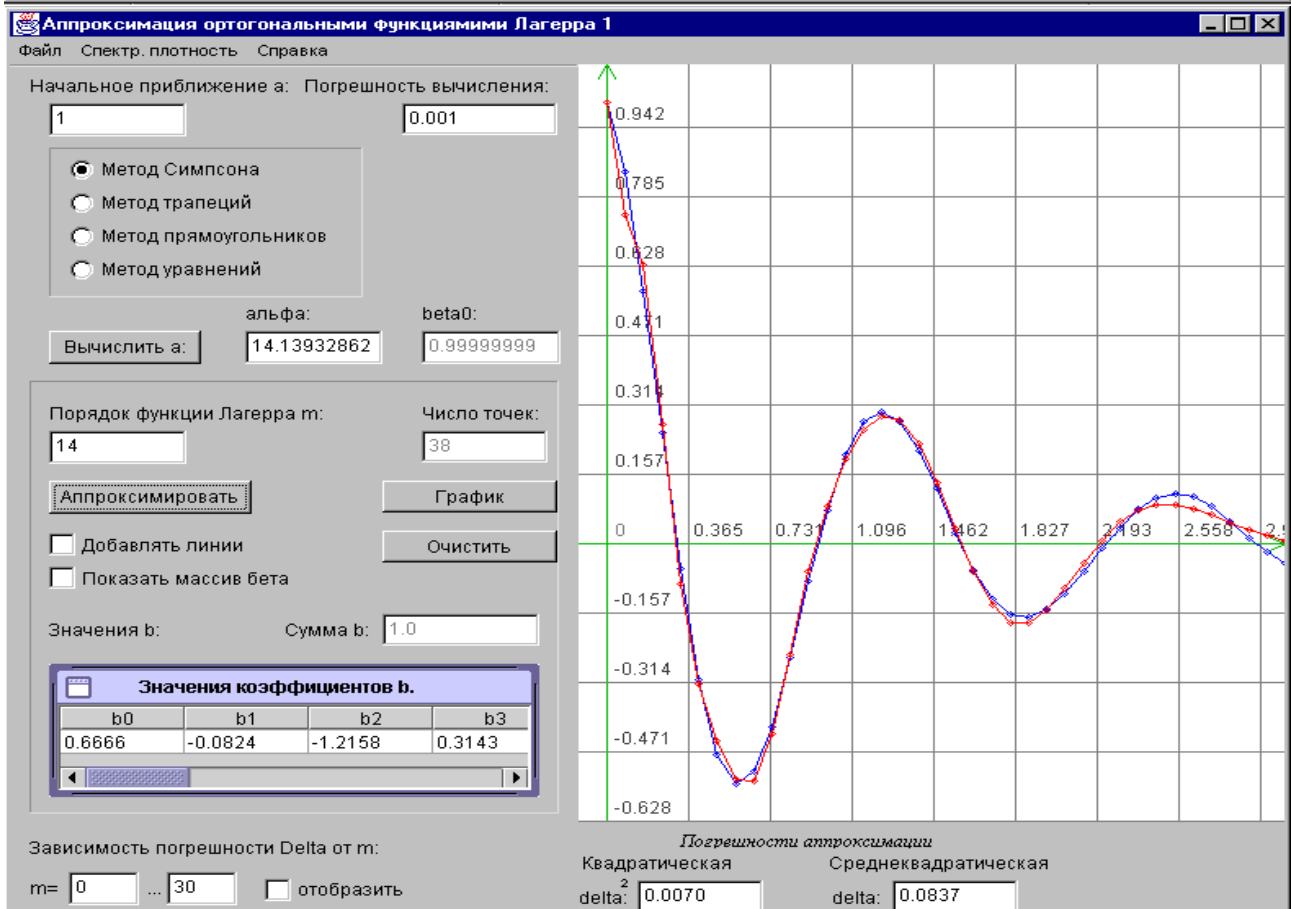 Аппроксимация ортогональными функциямими Лагерра 1
Файл Спектр. плотность Справка
Начальное приближение a: Погрешность вычисления:
1 0.001
Метод Симпсона
Метод трапеций
Метод прямоугольников
Метод уравнений
альфа: beta0:
Вычислить a: 14.13932862 0.99999999
Порядок функции Лагерра m: Число точек:
14 38
Аппроксимировать График
Добавлять линии Очистить
Показать массив бета
Значения b: Сумма b: 1.0
Значения коэффициентов b.
b0 b1 b2 b3
0.6666 -0.0824 -1.2158 0.3143
Зависимость погрешности Delta от m:
m= 0 ... 30 отобразить
0.942
0.785
0.628
0.471
0.314
0.157
0 0.365 0.731 1.096 1.462 1.827 2.193 2.558
-0.157
-0.314
-0.471
-0.628
Погрешности аппроксимации
Квадратическая Среднеквадратическая
2
delta: 0.0070 delta: 0.0837